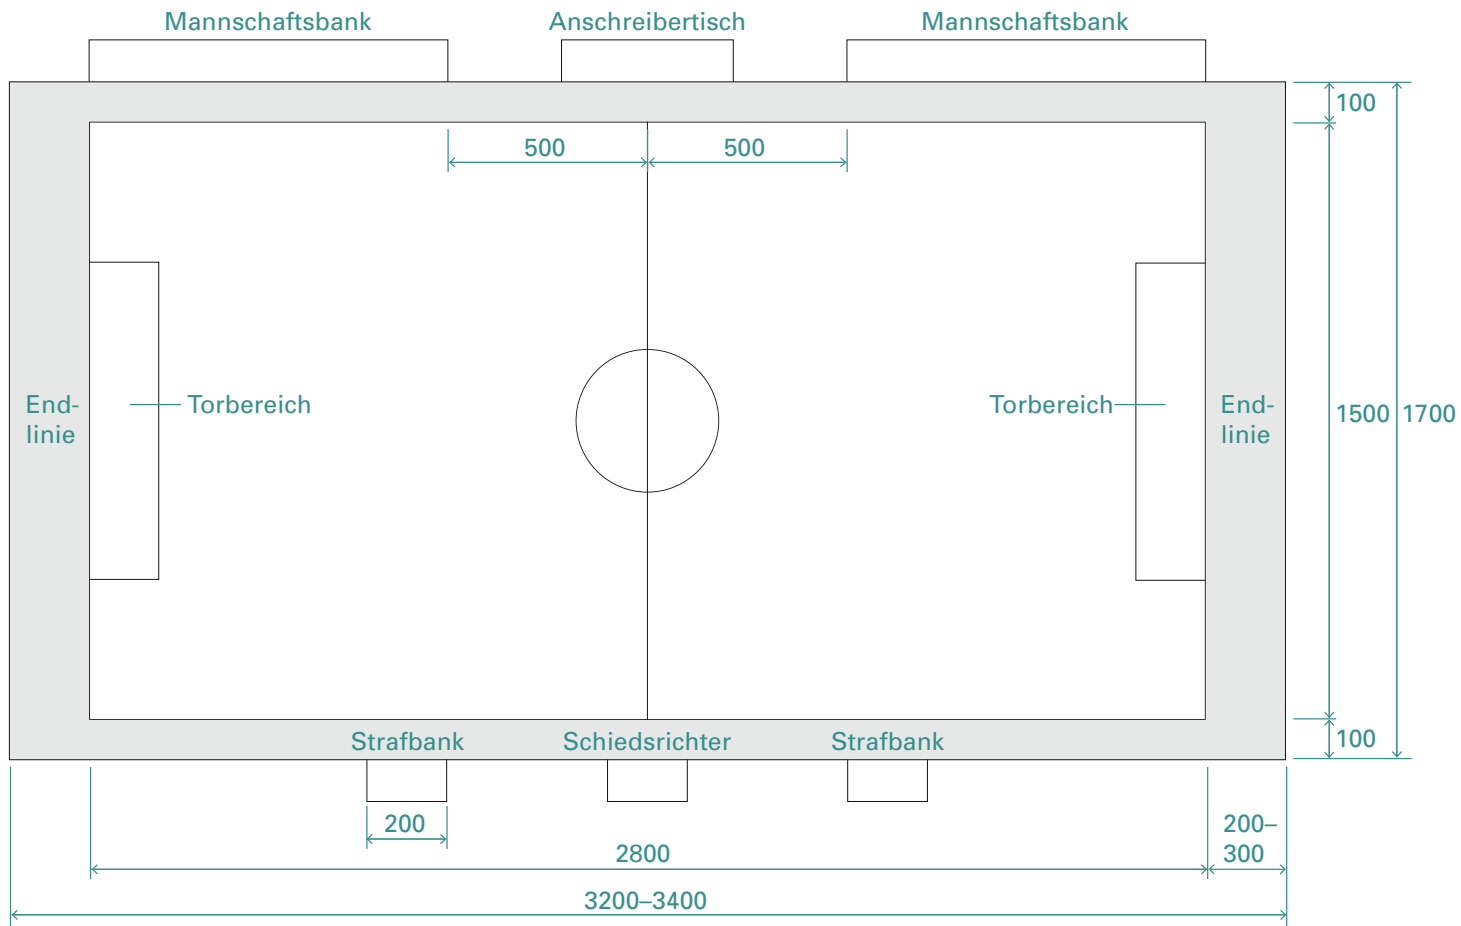 Mannschaftsbank
Anschreibertisch
Mannschaftsbank
100
500
500
End-
linie
Torbereich
Torbereich
End-
linie
1500
1700
Strafbank
Schiedsrichter
Strafbank
100
200
200–
300
2800
3200–3400